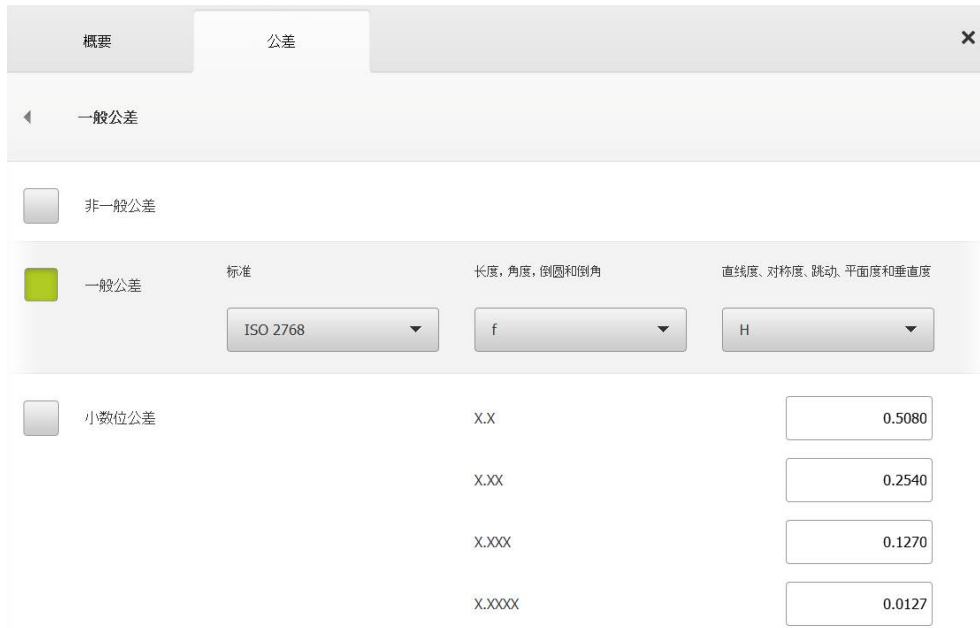 概要 公差
一般公差
非一般公差
一般公差 标准 长度, 角度, 倒圆和倒角 直线度、对称度、跳动、平面度和垂直度
ISO 2768 f H
小数位公差 X.X 0.5080
X.XX 0.2540
X.XXX 0.1270
X.XXXX 0.0127